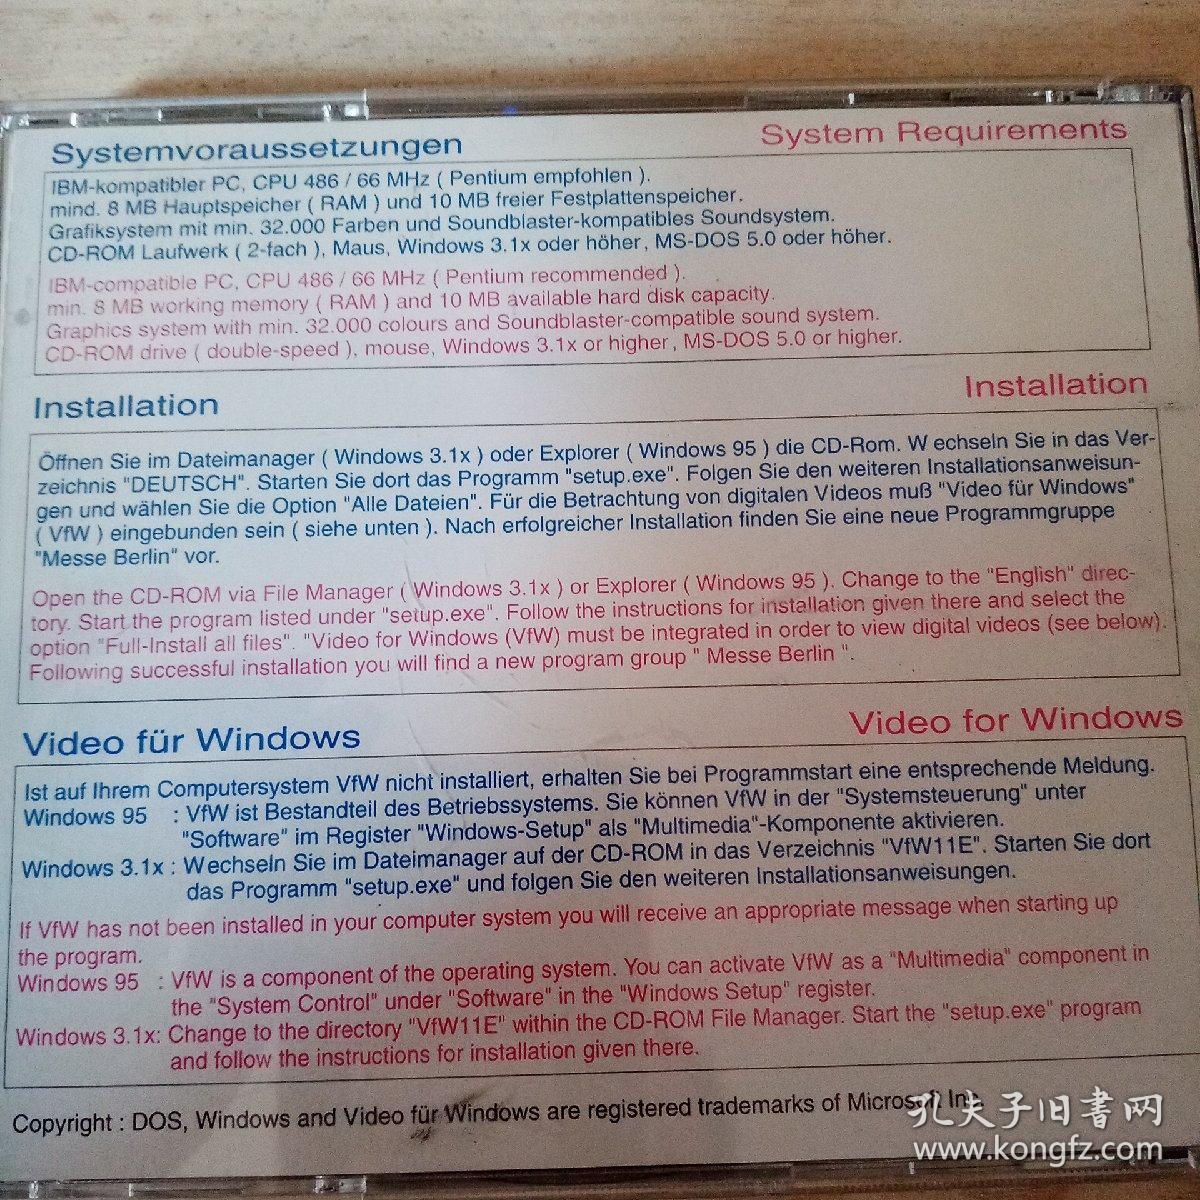 Systemvoraussetzungen
System Requirements
IBM-kompatibler PC, CPU 486 / 66 MHz ( Pentium empfohlen ).
mind. 8 MB Hauptspeicher ( RAM ) und 10 MB freier Festplattenspeicher.
Grafiksystem mit min. 32.000 Farben und Soundblaster-kompatibles Soundsystem.
CD-ROM Laufwerk ( 2-fach ), Maus, Windows 3.1x oder höher, MS-DOS 5.0 oder höher.
IBM-compatible PC, CPU 486 / 66 MHz ( Pentium recommended ).
min. 8 MB working memory ( RAM ) and 10 MB available hard disk capacity.
Graphics system with min. 32.000 colours and Soundblaster-compatible sound system.
CD-ROM drive ( double-speed ), mouse, Windows 3.1x or higher, MS-DOS 5.0 or higher.
Installation
Installation
Öffnen Sie im Dateimanager ( Windows 3.1x ) oder Explorer ( Windows 95 ) die CD-Rom. W echseln Sie in das Ver-
zeichnis "DEUTSCH". Starten Sie dort das Programm "setup.exe". Folgen Sie den weiteren Installationsanweisun-
gen und wählen Sie die Option "Alle Dateien". Für die Betrachtung von digitalen Videos muß "Video für Windows"
( VfW ) eingebunden sein ( siehe unten ). Nach erfolgreicher Installation finden Sie eine neue Programmgruppe
"Messe Berlin" vor.
Open the CD-ROM via File Manager ( Windows 3.1x ) or Explorer ( Windows 95 ). Change to the "English" direc-
tory. Start the program listed under "setup.exe". Follow the instructions for installation given there and select the
option "Full-Install all files". "Video for Windows (VfW) must be integrated in order to view digital videos (see below).
Following successful installation you will find a new program group " Messe Berlin ".
Video für Windows
Video for Windows
Ist auf Ihrem Computersystem VfW nicht installiert, erhalten Sie bei Programmstart eine entsprechende Meldung.
Windows 95 : VfW ist Bestandteil des Betriebssystems. Sie können VfW in der "Systemsteuerung" unter
"Software" im Register "Windows-Setup" als "Multimedia"-Komponente aktivieren.
Windows 3.1x : Wechseln Sie im Dateimanager auf der CD-ROM in das Verzeichnis "VfW11E". Starten Sie dort
das Programm "setup.exe" und folgen Sie den weiteren Installationsanweisungen.
If VfW has not been installed in your computer system you will receive an appropriate message when starting up
the program.
Windows 95 : VfW is a component of the operating system. You can activate VfW as a "Multimedia" component in
the "System Control" under "Software" in the "Windows Setup" register.
Windows 3.1x: Change to the directory "VfW11E" within the CD-ROM File Manager. Start the "setup.exe" program
and follow the instructions for installation given there.
Copyright : DOS, Windows and Video für Windows are registered trademarks of Microsoft Inc.
孔夫子旧书网
www.kongfz.com